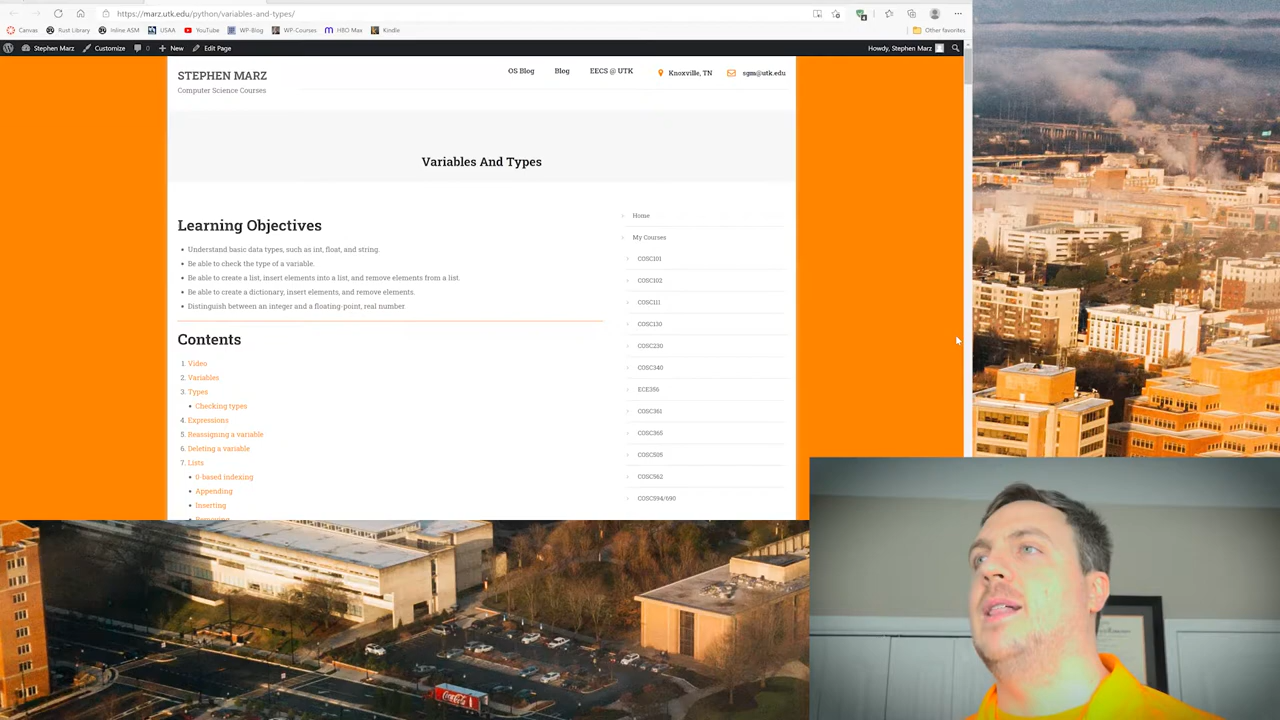 https://marz.utk.edu/python/variables-and-types/
Canvas Rust Library Inline ASM USAA YouTube WP-Blog WP-Courses HBO Max Kindle Other favorites
Stephen Marz Customize 0 New Edit Page Howdy, Stephen Marz
STEPHEN MARZ
Computer Science Courses
OS Blog Blog EECS @ UTK Knoxville, TN sgm@utk.edu
Variables And Types
Learning Objectives
• Understand basic data types, such as int, float, and string.
• Be able to check the type of a variable.
• Be able to create a list, insert elements into a list, and remove elements from a list.
• Be able to create a dictionary, insert elements, and remove elements.
• Distinguish between an integer and a floating-point, real number.
Contents
1. Video
2. Variables
3. Types
• Checking types
4. Expressions
5. Reassigning a variable
6. Deleting a variable
7. Lists
• 0-based indexing
• Appending
• Inserting
Home
My Courses
COSC101
COSC102
COSC111
COSC130
COSC230
COSC340
ECE356
COSC361
COSC365
COSC505
COSC562
COSC594/690
Coca-Cola